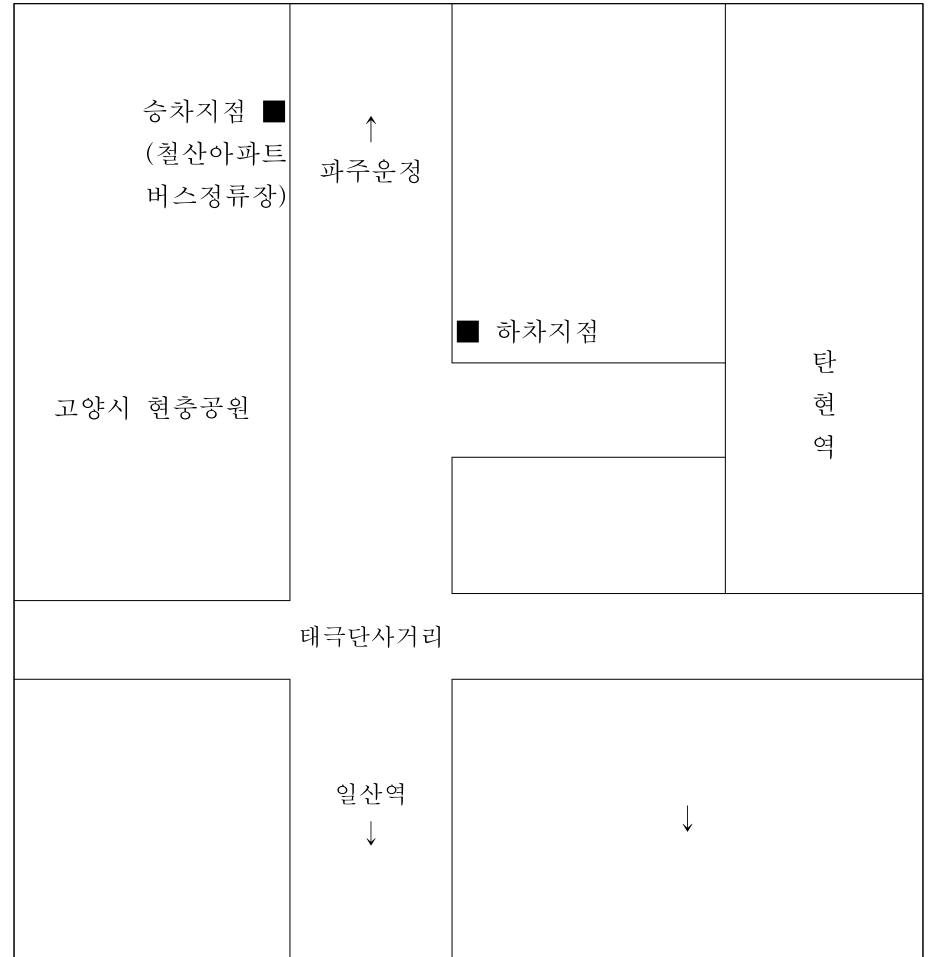 승차지점 ■
(철산아파트
버스정류장)
↑
파주운정
■ 하차지점
고양시 현충공원
탄
현
역
태극단사거리
일산역
↓
↓